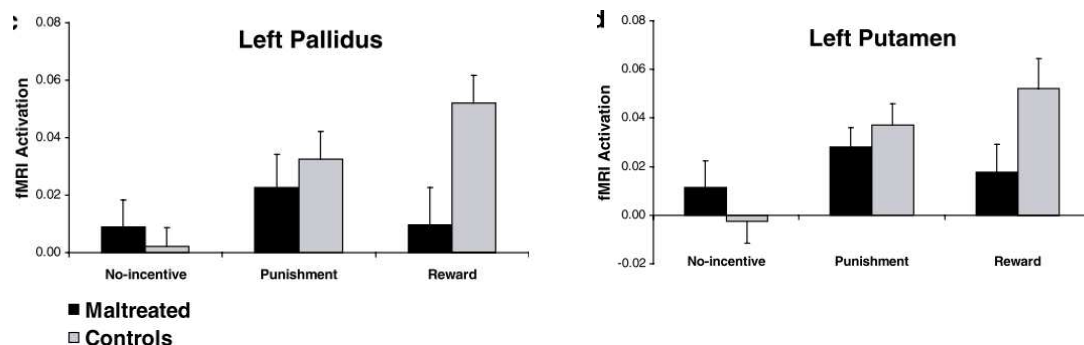 c
Left Pallidus
fMRI Activation
0.08
0.06
0.04
0.02
0.00
No-incentive Punishment Reward
Maltreated
Controls
d
Left Putamen
fMRI Activation
0.08
0.06
0.04
0.02
0.00
-0.02
No-incentive Punishment Reward